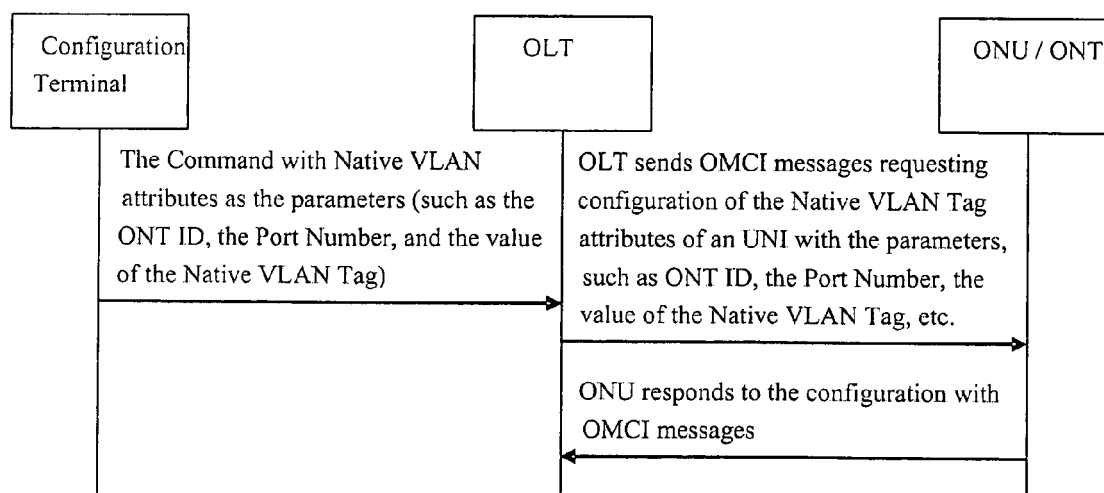 Configuration
Terminal
OLT
ONU / ONT
The Command with Native VLAN
attributes as the parameters (such as the
ONT ID, the Port Number, and the value
of the Native VLAN Tag)
OLT sends OMCI messages requesting
configuration of the Native VLAN Tag
attributes of an UNI with the parameters,
such as ONT ID, the Port Number, the
value of the Native VLAN Tag, etc.
ONU responds to the configuration with
OMCI messages